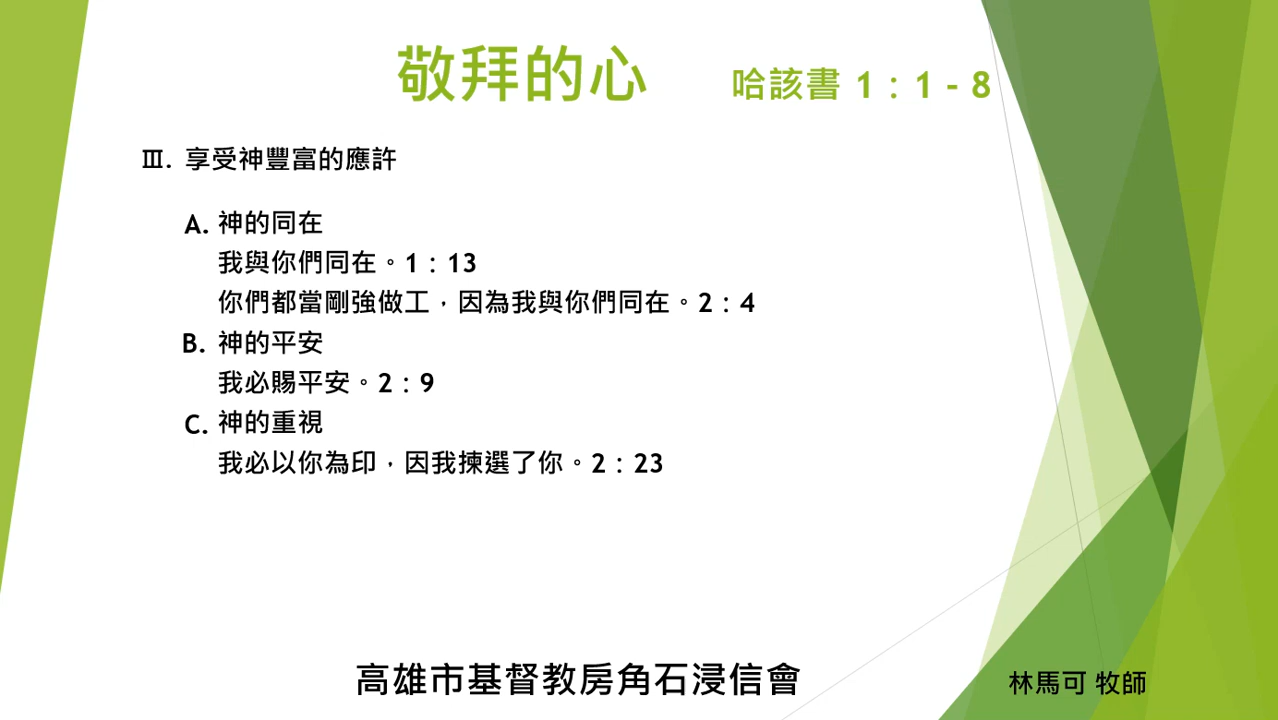 敬拜的心 哈該書 1：1 - 8
Ⅲ. 享受神豐富的應許
A. 神的同在
我與你們同在。1：13
你們都當剛強做工，因為我與你們同在。2：4
B. 神的平安
我必賜平安。2：9
C. 神的重視
我必以你為印，因我揀選了你。2：23
高雄市基督教房角石浸信會
林馬可 牧師